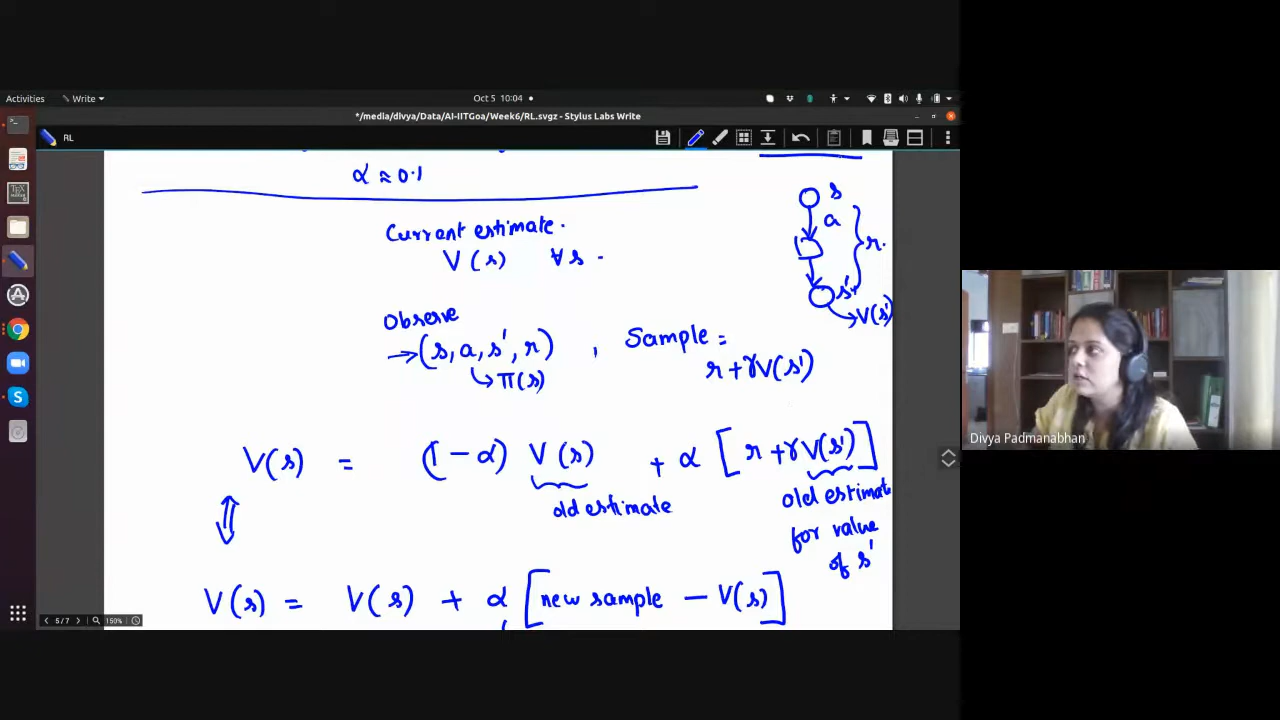 Activities
Write
Oct 5 10:04
*/media/divya/Data/AI-IITGoa/Week6/RL.svgz - Stylus Labs Write
RL
α ≈ 0.1
Current estimate.
V(s) ∀s.
Observe
→(s, a, s', r) , Sample =
↳ π(s) r + γV(s')
s
a
r.
s'
V(s')
V(s) = (1 - α) V(s) + α [r + γV(s')]
old estimate
old estimate
for value
of s'
V(s) = V(s) + α [new sample - V(s)]
5/7
150%
Divya Padmanabhan